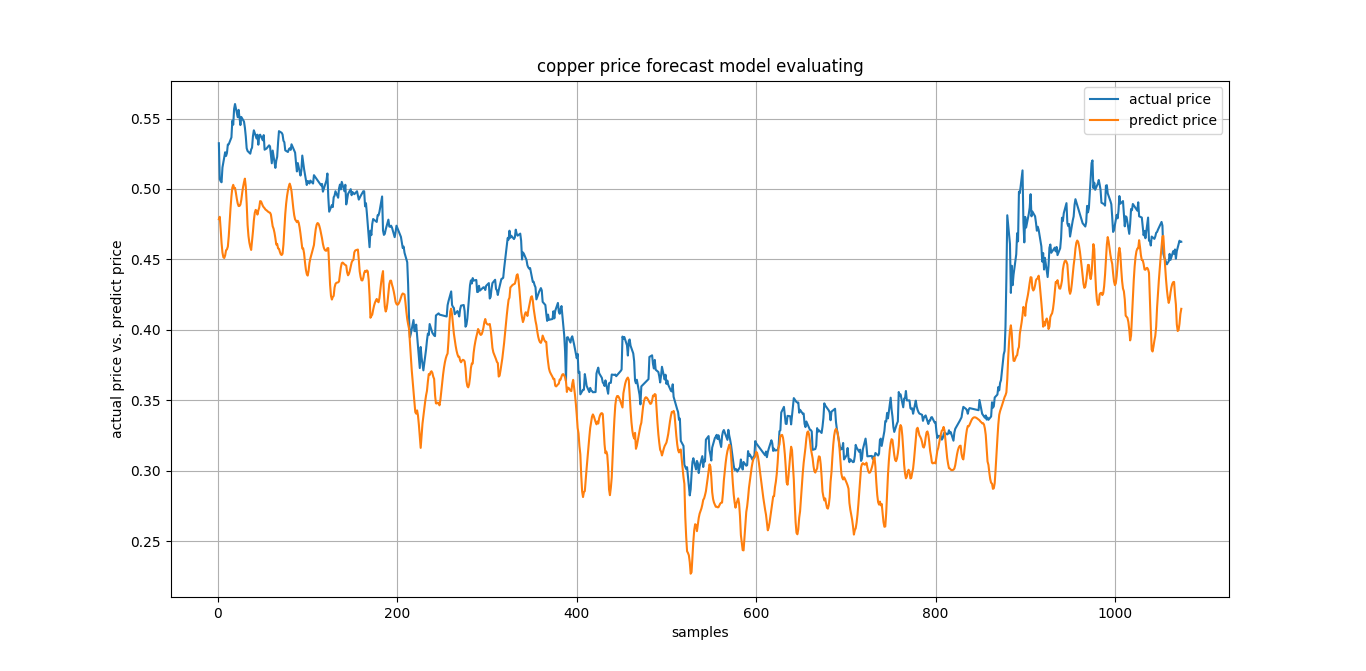 copper price forecast model evaluating
actual price
predict price
actual price vs. predict price
0.55
0.50
0.45
0.40
0.35
0.30
0.25
0
200
400
600
800
1000
samples